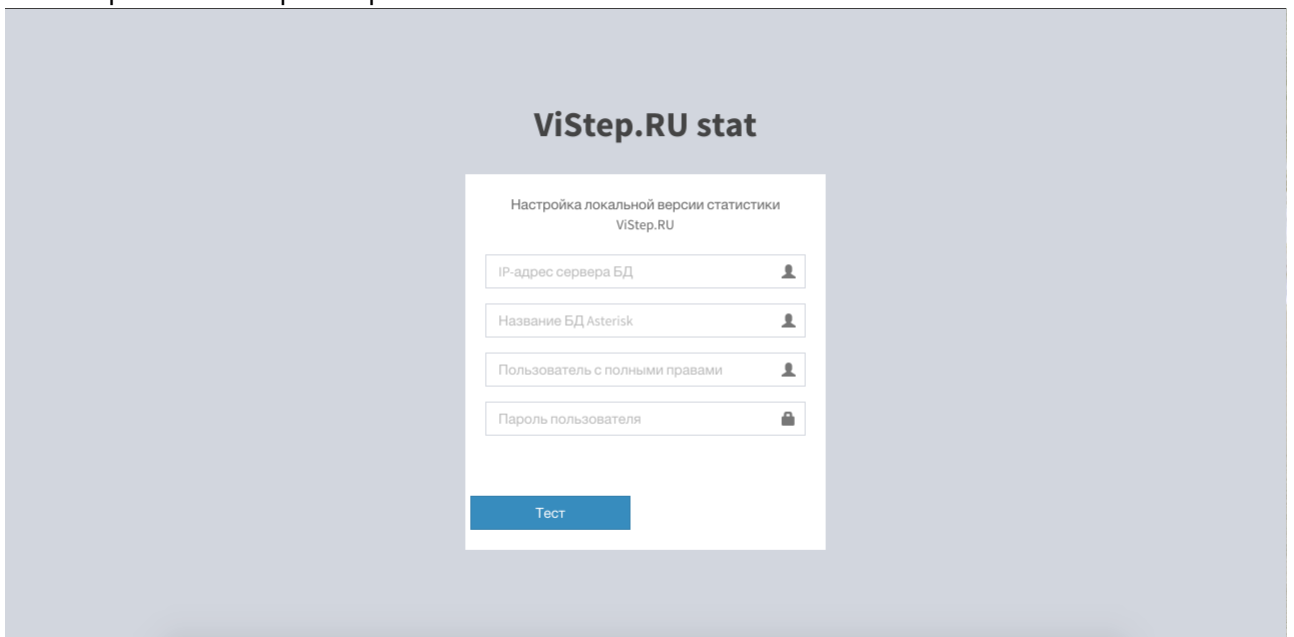 ViStep.RU stat
Настройка локальной версии статистики
ViStep.RU
IP-адрес сервера БД
Название БД Asterisk
Пользователь с полными правами
Пароль пользователя
Тест